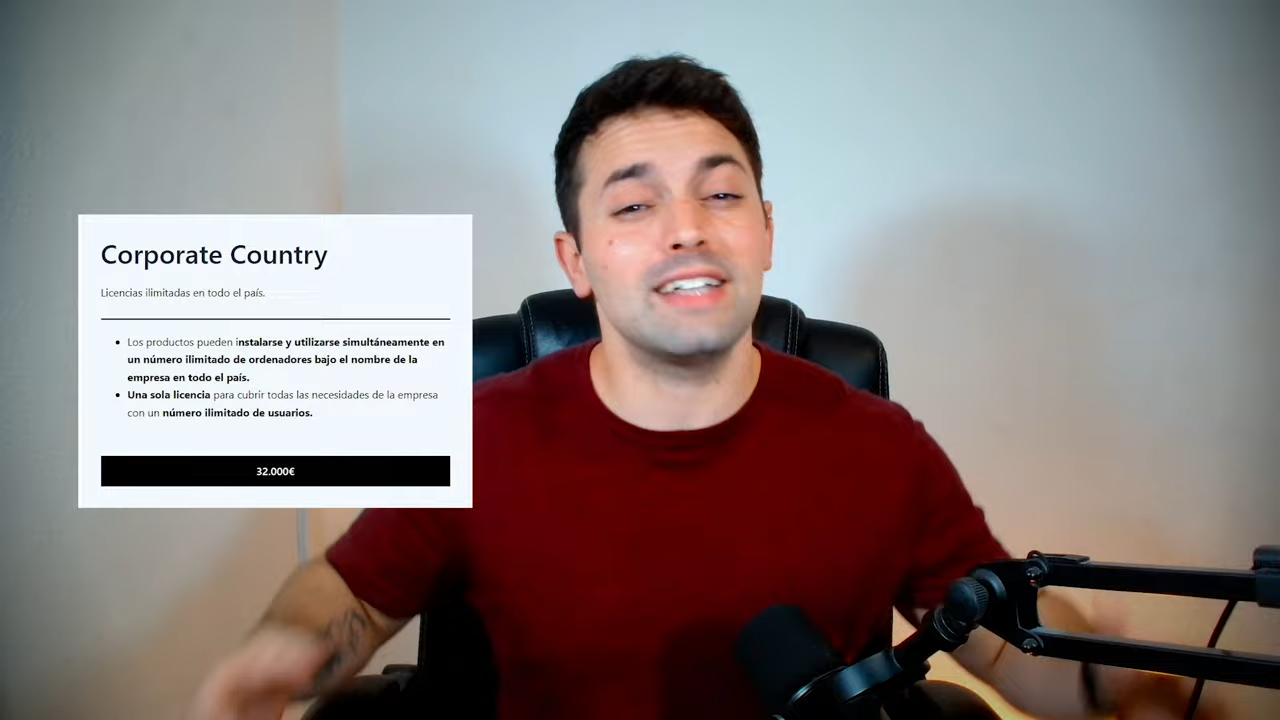 Corporate Country
Licencias ilimitadas en todo el país.
Los productos pueden instalarse y utilizarse simultáneamente en
un número ilimitado de ordenadores bajo el nombre de la
empresa en todo el país.
Una sola licencia para cubrir todas las necesidades de la empresa
con un número ilimitado de usuarios.
32.000€